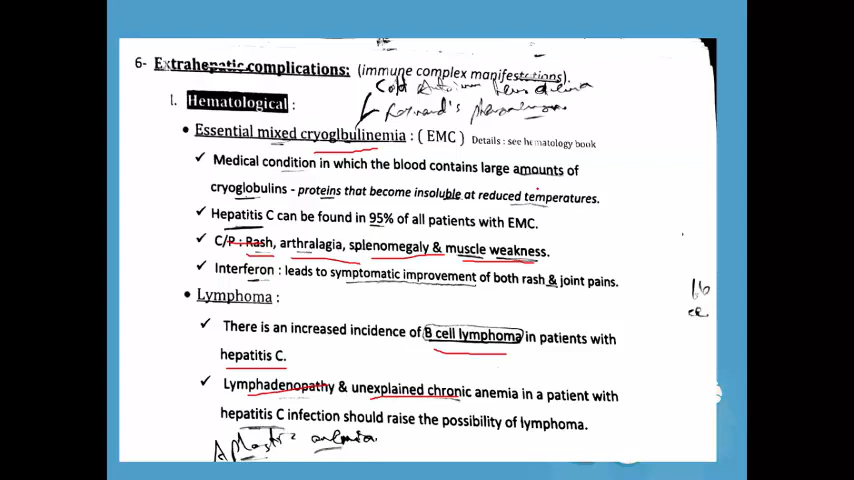 6- Extrahepatic complications: (immune complex manifestations).
Cold
Raynaud's phenomenon
I. Hematological :
• Essential mixed cryoglbulinemia : ( EMC ) Details : see hematology book
✓ Medical condition in which the blood contains large amounts of
cryoglobulins - proteins that become insoluble at reduced temperatures.
✓ Hepatitis C can be found in 95% of all patients with EMC.
✓ C/P : Rash, arthralagia, splenomegaly & muscle weakness.
✓ Interferon : leads to symptomatic improvement of both rash & joint pains.
• Lymphoma :
✓ There is an increased incidence of B cell lymphoma in patients with
hepatitis C.
✓ Lymphadenopathy & unexplained chronic anemia in a patient with
hepatitis C infection should raise the possibility of lymphoma.
Aplastic anemia